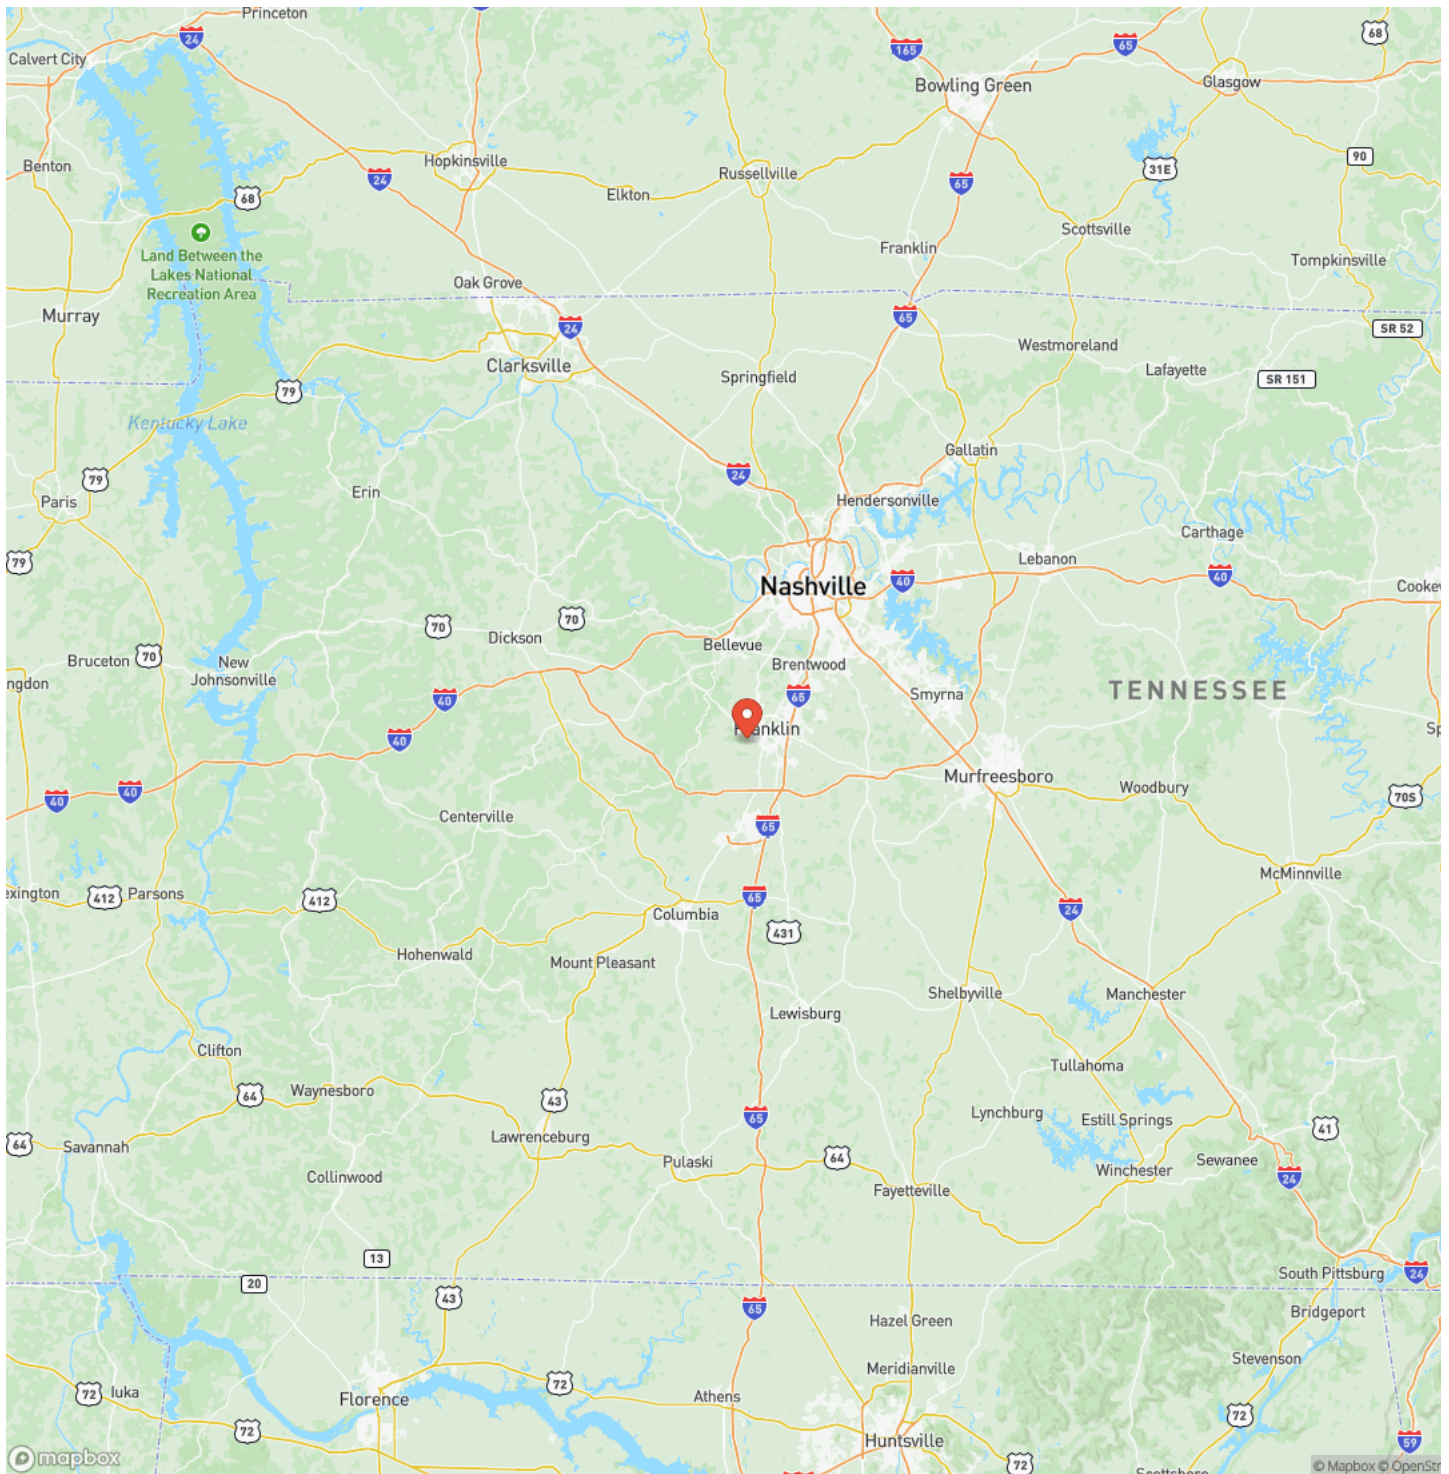 Princeton
24
Calvert City
165
65
68
Bowling Green
Glasgow
Benton
Hopkinsville
24
Russellville
65
31E
90
Elkton
68
Scottsville
Franklin
Land Between the
Lakes National
Recreation Area
Tompkinsville
Oak Grove
Murray
24
65
SR 52
Westmoreland
Clarksville
Springfield
Lafayette
SR 151
79
Kentucky Lake
Gallatin
24
79
Erin
Hendersonville
Paris
Carthage
79
Lebanon
Nashville
40
40
Cookev
70
70
Dickson
Bellevue
Bruceton
70
New
Johnsonville
Brentwood
ngdon
TENNESSEE
40
65
Smyrna
Franklin
Sp
40
Murfreesboro
40
40
Woodbury
70S
Centerville
65
McMinnville
exington
412
Parsons
412
65
24
Columbia
431
Hohenwald
Mount Pleasant
Shelbyville
Manchester
Lewisburg
Clifton
Tullahoma
Waynesboro
64
43
65
Lynchburg
Estill Springs
41
64
Savannah
Lawrenceburg
Pulaski
64
Sewanee
Winchester
Collinwood
24
Fayetteville
13
20
South Pittsburg
24
43
65
Bridgeport
Hazel Green
Stevenson
Meridianville
72
Iuka
72
Florence
Athens
72
72
Huntsville
59
mapbox
72
Scottsboro
© Mapbox © OpenStr